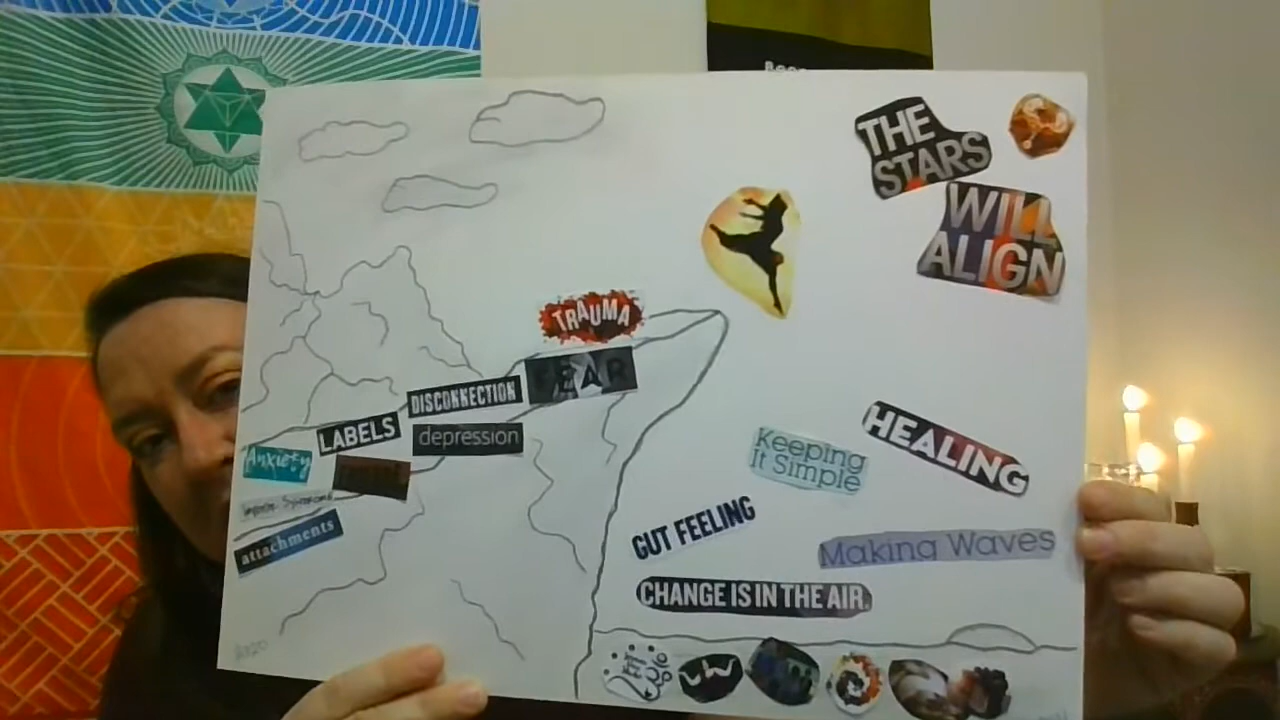 THE
STARS
WILL
ALIGN
TRAUMA
FEAR
DISCONNECTION
LABELS
depression
Anxiety
attachments
HEALING
Keeping
It Simple
GUT FEELING
Making Waves
CHANGE IS IN THE AIR.